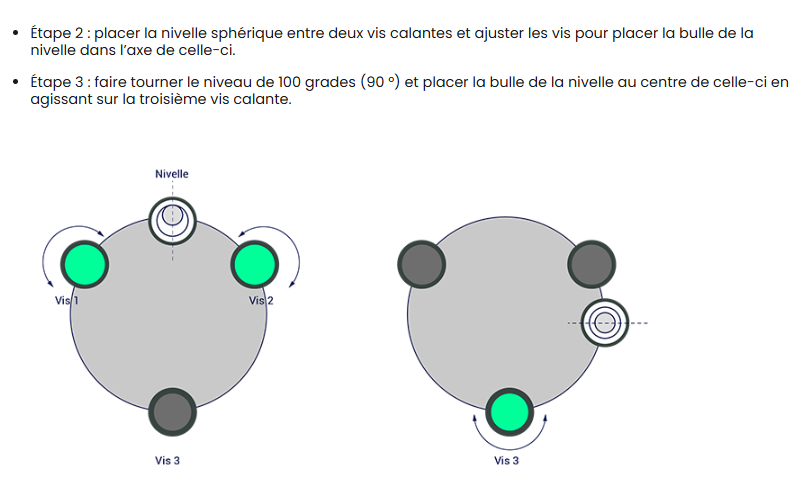 • Étape 2 : placer la nivelle sphérique entre deux vis calantes et ajuster les vis pour placer la bulle de la
nivelle dans l’axe de celle-ci.
• Étape 3 : faire tourner le niveau de 100 grades (90 °) et placer la bulle de la nivelle au centre de celle-ci en
agissant sur la troisième vis calante.
Nivelle
Vis 1
Vis 2
Vis 3
Vis 3